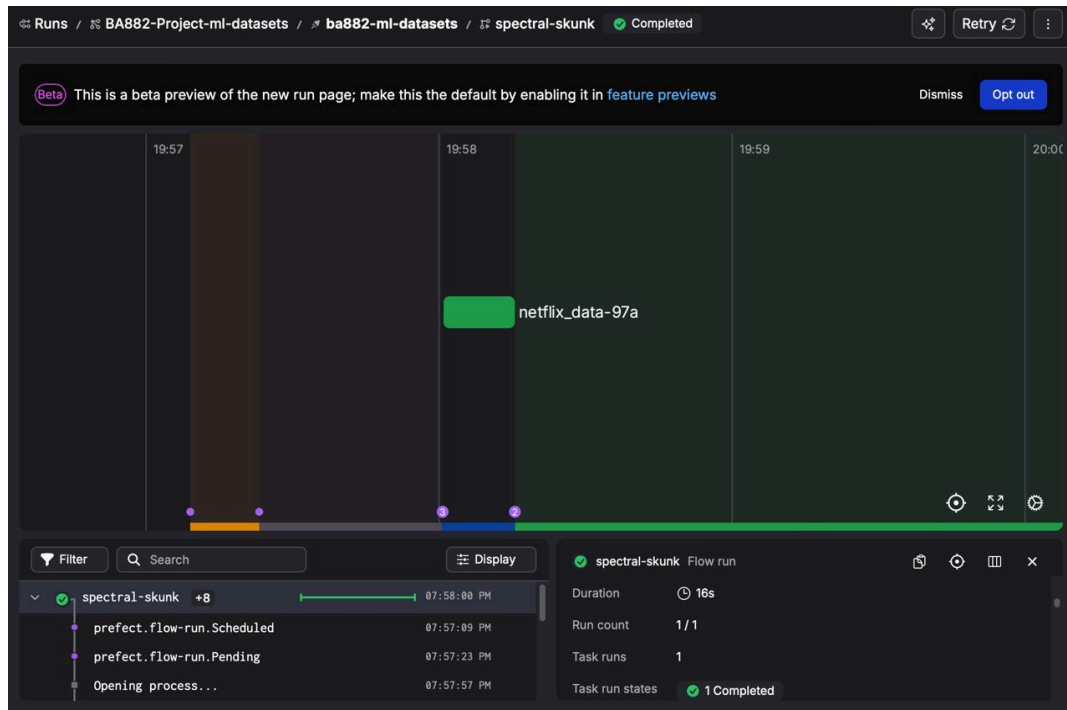 Runs / BA882-Project-ml-datasets / ba882-ml-datasets / spectral-skunk Completed Retry
Beta This is a beta preview of the new run page; make this the default by enabling it in feature previews Dismiss Opt out
19:57 19:58 19:59 20:00
netflix_data-97a
3 2
Filter Search Display
spectral-skunk +8 07:58:00 PM
prefect.flow-run.Scheduled 07:57:09 PM
prefect.flow-run.Pending 07:57:23 PM
Opening process... 07:57:57 PM
spectral-skunk Flow run
Duration 16s
Run count 1 / 1
Task runs 1
Task run states 1 Completed